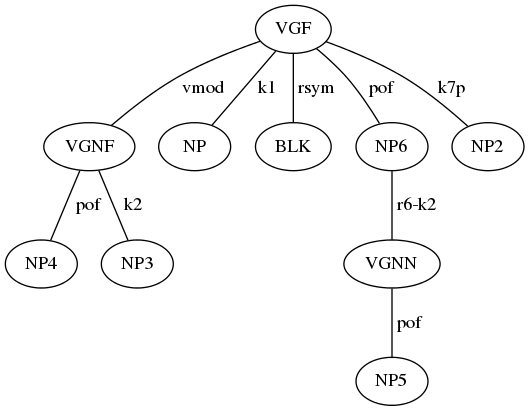 VGF
vmod k1 rsym pof k7p
VGNF NP BLK NP6 NP2
pof k2 r6-k2
NP4 NP3 VGNN
pof
NP5